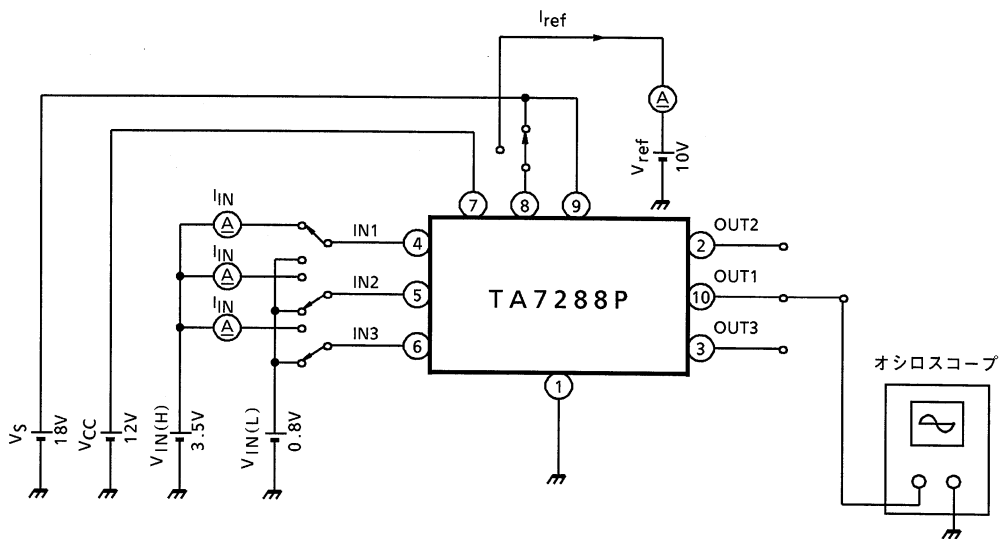 Iref
A
Vref
10V
7
8
9
IIN
A
IN1
4
IIN
A
IN2
5
IIN
A
IN3
6
TA7288P
2
OUT2
10
OUT1
3
OUT3
1
オシロスコープ
VS
18V
VCC
12V
VIN(H)
3.5V
VIN(L)
0.8V